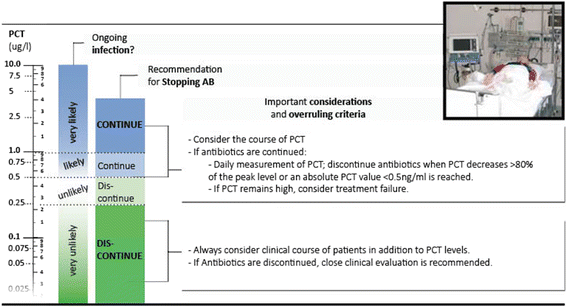 PCT
(ug/l)
Ongoing
infection?
Recommendation
for Stopping AB
Important considerations
and overruling criteria
10.0
7.5
5.0
2.5
1.0
0.75
0.5
0.25
0.1
0.075
0.05
0.025
very likely
likely
unlikely
very unlikely
CONTINUE
Continue
Dis-
continue
DIS-
CONTINUE
- Consider the course of PCT
- If antibiotics are continued:
- Daily measurement of PCT; discontinue antibiotics when PCT decreases >80%
of the peak level or an absolute PCT value <0.5ng/ml is reached.
- If PCT remains high, consider treatment failure.
- Always consider clinical course of patients in addition to PCT levels.
- If Antibiotics are discontinued, close clinical evaluation is recommended.